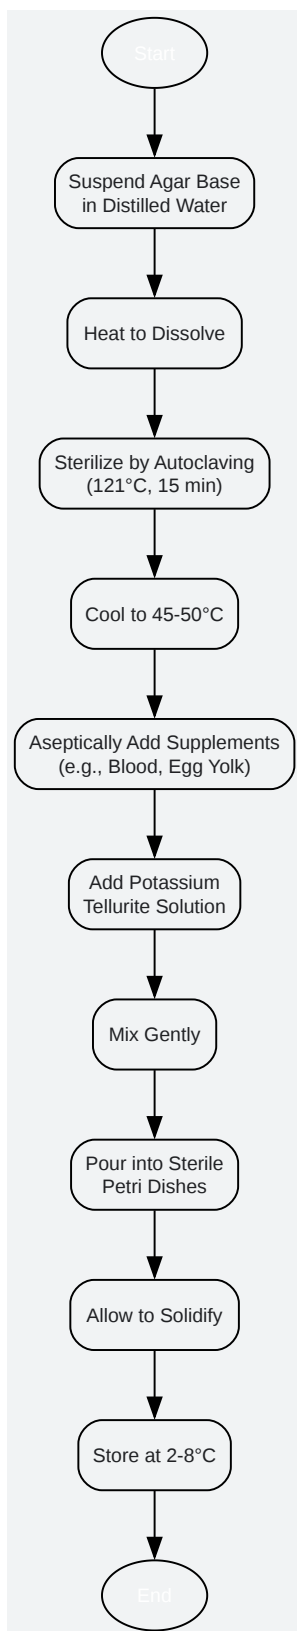 Start
Suspend Agar Base
in Distilled Water
Heat to Dissolve
Sterilize by Autoclaving
(121°C, 15 min)
Cool to 45-50°C
Aseptically Add Supplements
(e.g., Blood, Egg Yolk)
Add Potassium
Tellurite Solution
Mix Gently
Pour into Sterile
Petri Dishes
Allow to Solidify
Store at 2-8°C
End